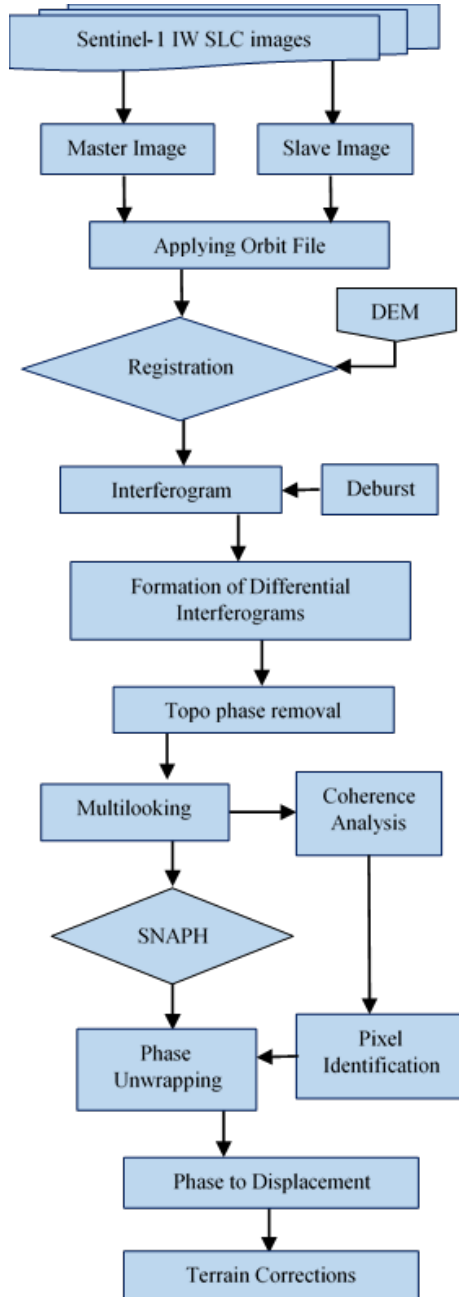 Sentinel-1 IW SLC images
Master Image
Slave Image
Applying Orbit File
DEM
Registration
Interferogram
Deburst
Formation of Differential
Interferograms
Topo phase removal
Multilooking
Coherence
Analysis
SNAPH
Phase
Unwrapping
Pixel
Identification
Phase to Displacement
Terrain Corrections